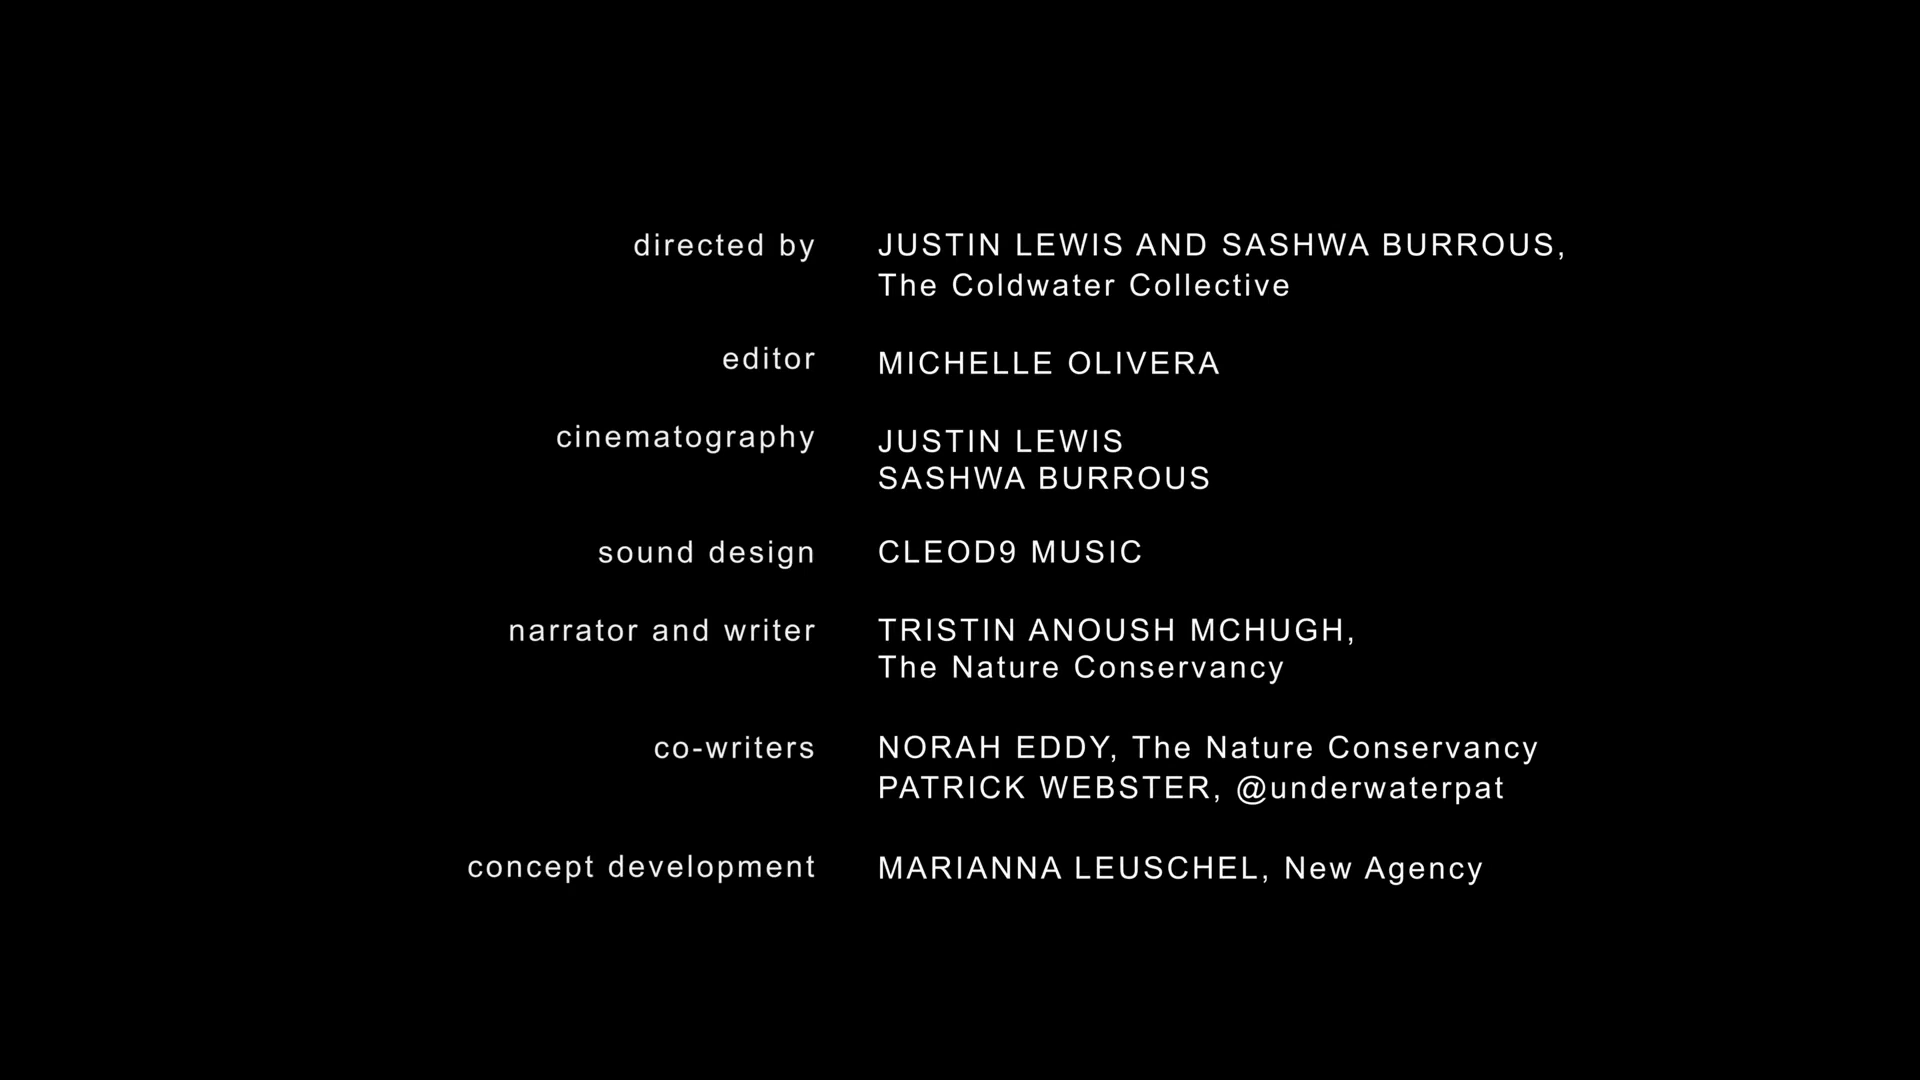 directed by JUSTIN LEWIS AND SASHWA BURROUS,
The Coldwater Collective
editor MICHELLE OLIVERA
cinematography JUSTIN LEWIS
SASHWA BURROUS
sound design CLEOD9 MUSIC
narrator and writer TRISTIN ANOUSH MCHUGH,
The Nature Conservancy
co-writers NORAH EDDY, The Nature Conservancy
PATRICK WEBSTER, @underwaterpat
concept development MARIANNA LEUSCHEL, New Agency